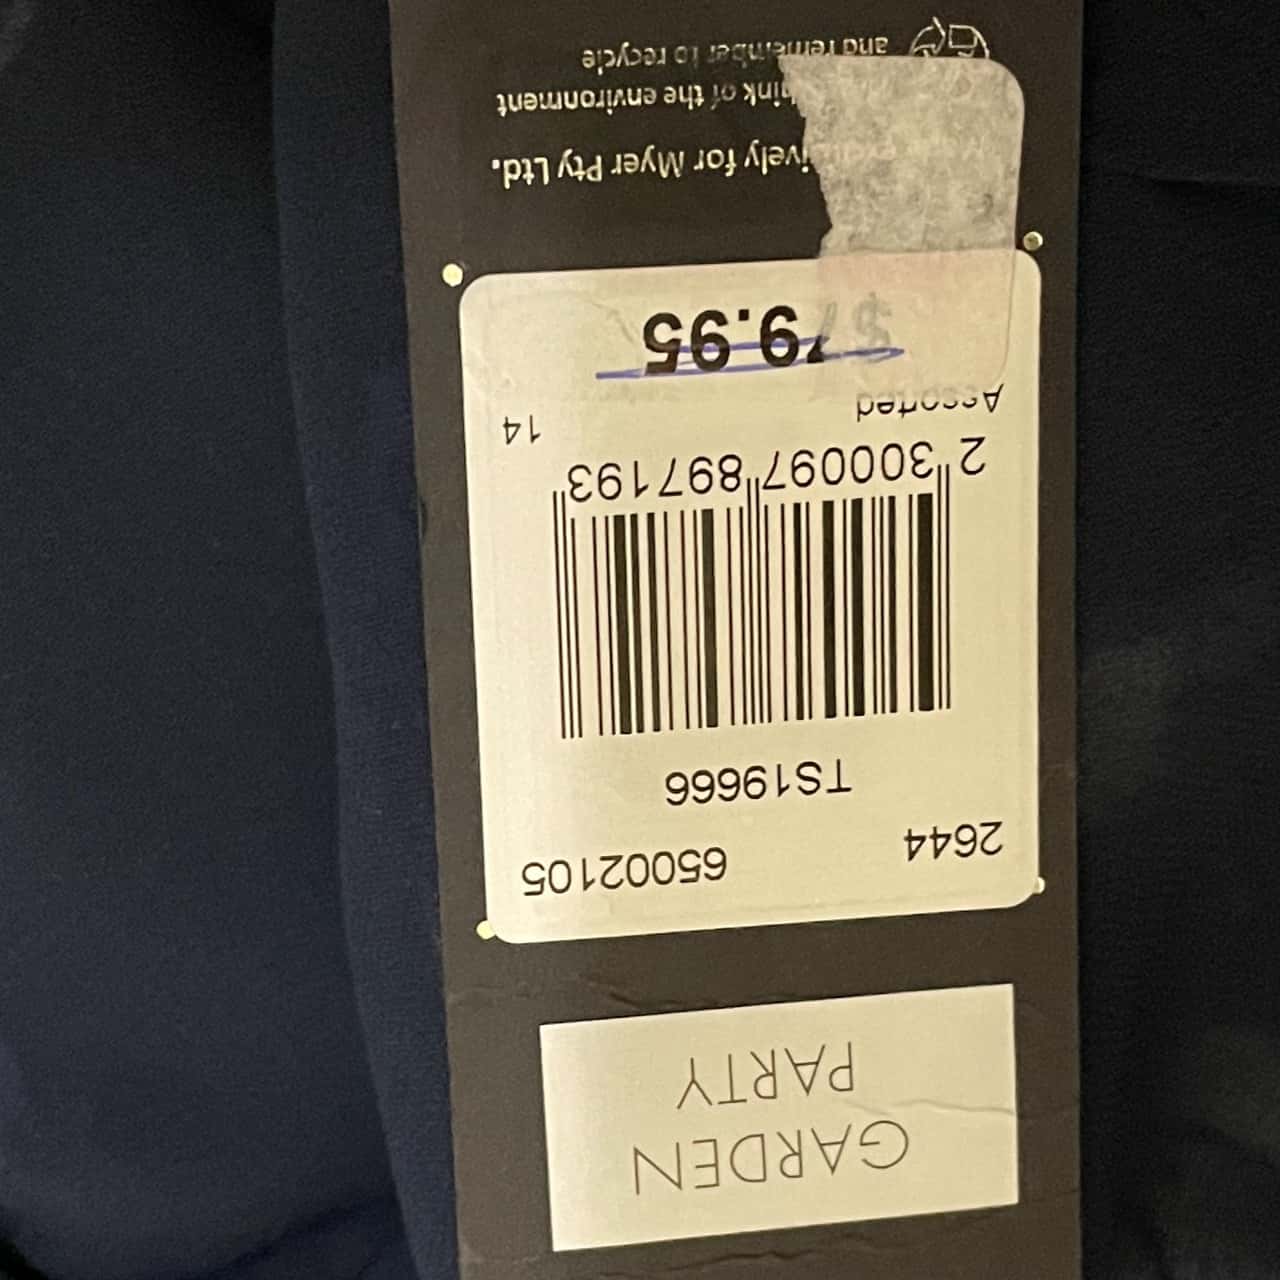 GARDEN
PARTY
2644 65002105
TS19666
2 300097 897193
Assorted 14
$79.95
Exclusively for Myer Pty Ltd.
Think of the environment
and remember to recycle